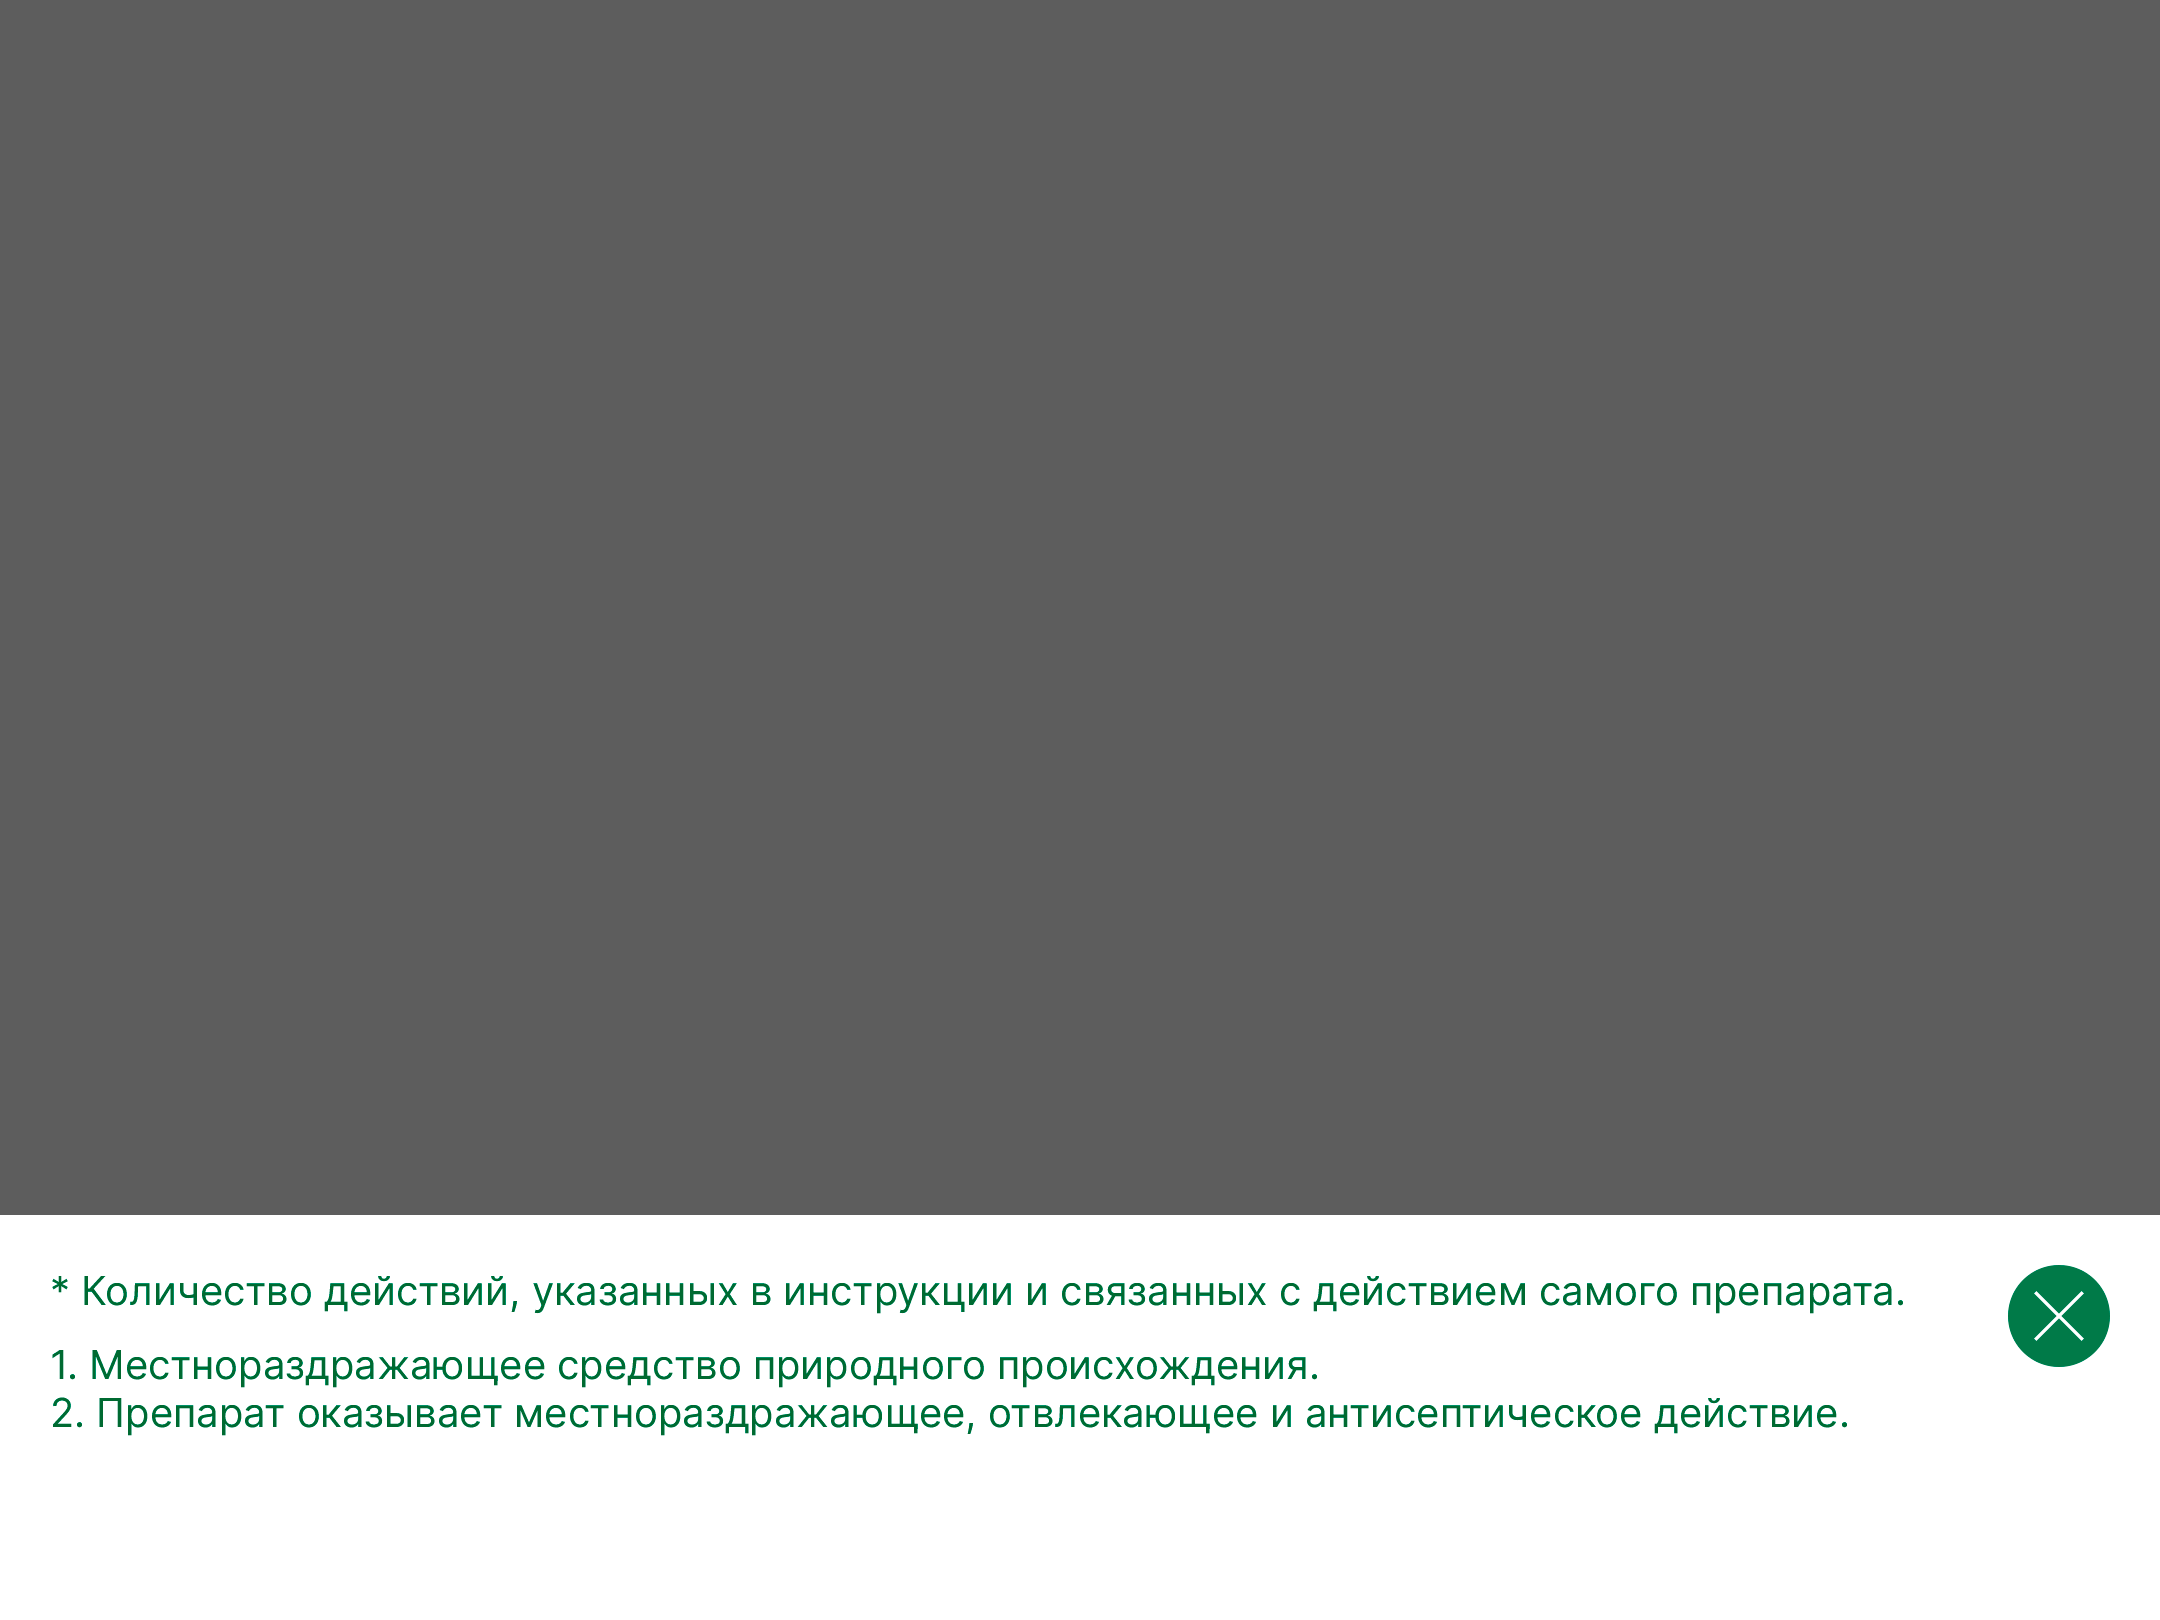 * Количество действий, указанных в инструкции и связанных с действием самого препарата.
1. Местнораздражающее средство природного происхождения.
2. Препарат оказывает местнораздражающее, отвлекающее и антисептическое действие.